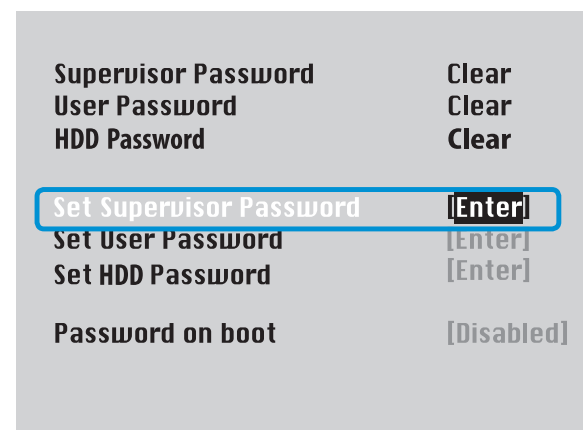 Supervisor Password Clear
User Password Clear
HDD Password Clear
Set Supervisor Password [Enter]
Set User Password [Enter]
Set HDD Password [Enter]
Password on boot [Disabled]